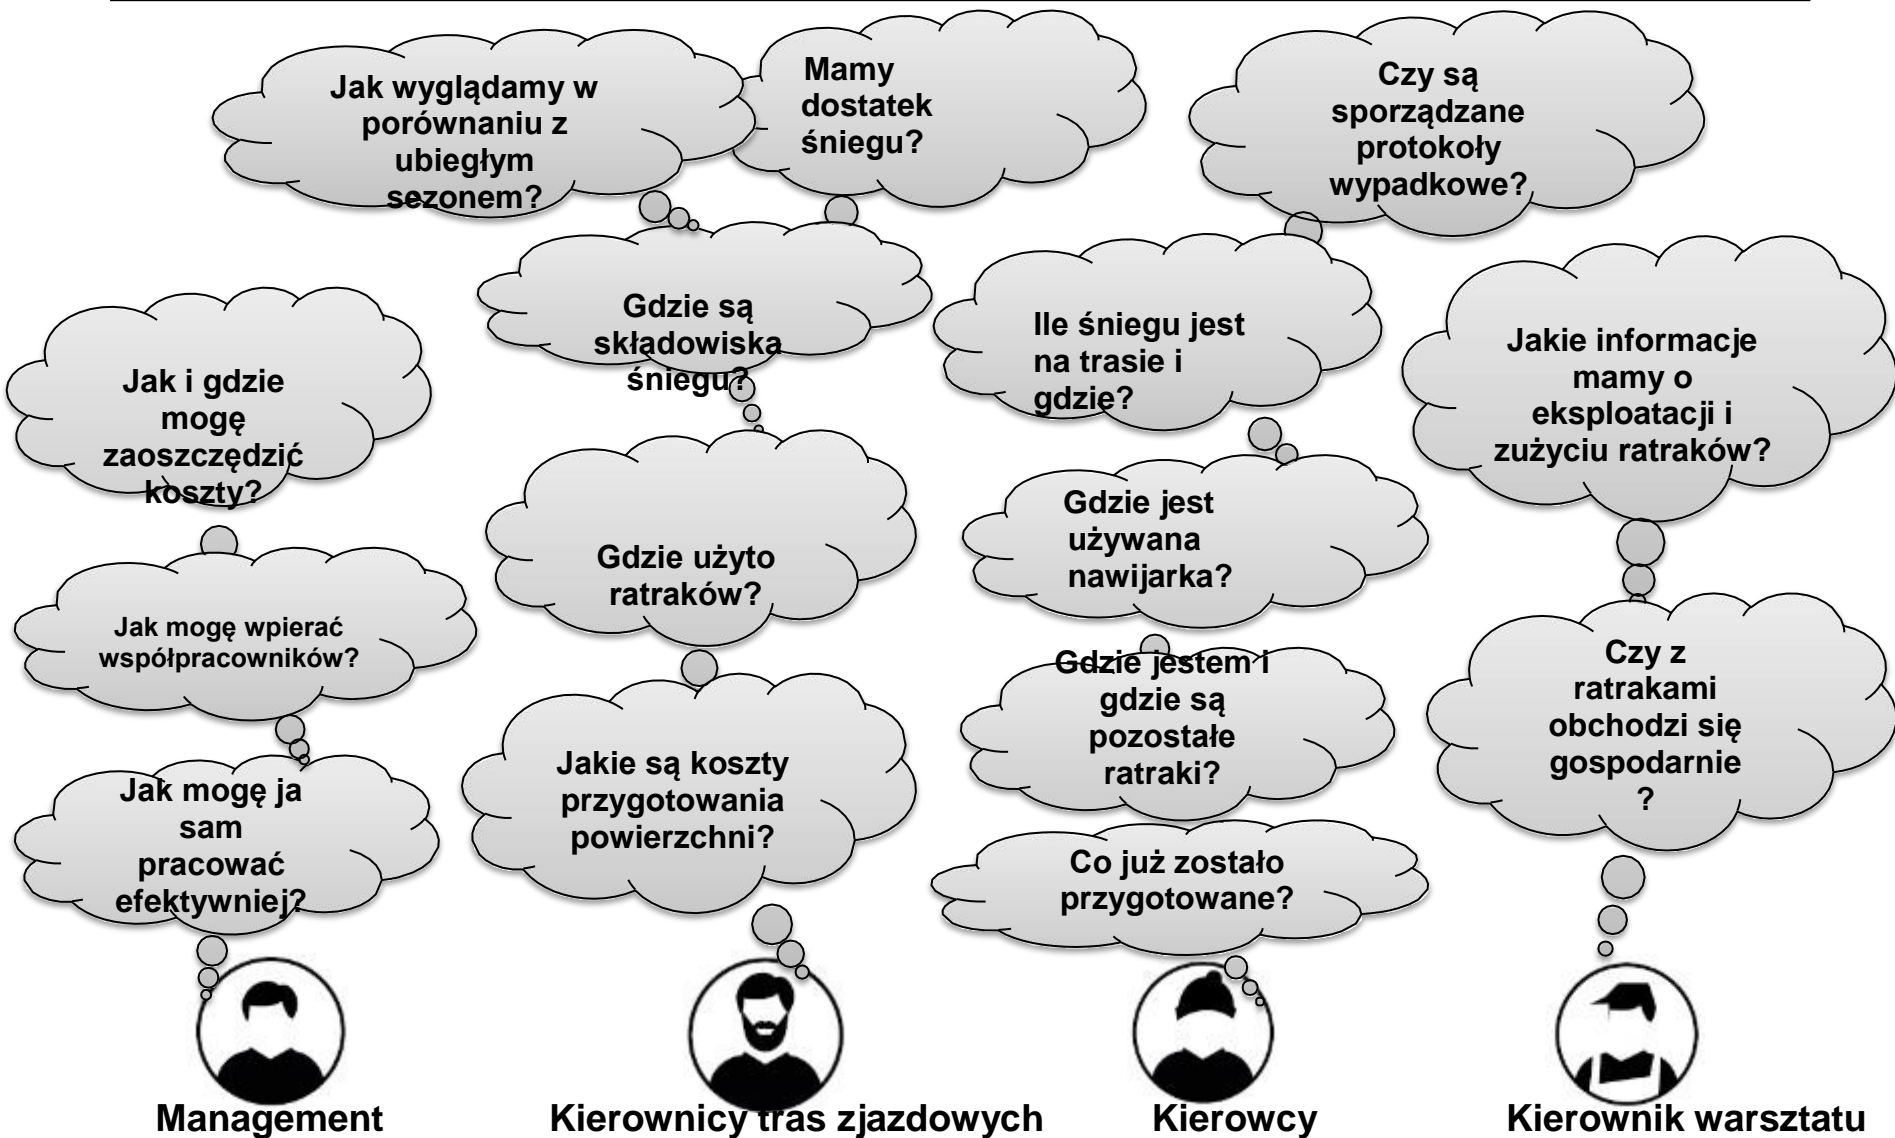 Jak wyglądamy w
porównaniu z
ubiegłym
sezonem?
Mamy
dostatek
śniegu?
Czy są
sporządzane
protokoły
wypadkowe?
Gdzie są
składowiska
śniegu?
Ile śniegu jest
na trasie i
gdzie?
Jakie informacje
mamy o
eksploatacji i
zużyciu ratraków?
Jak i gdzie
mogę
zaoszczędzić
koszty?
Gdzie użyto
ratraków?
Gdzie jest
używana
nawijarka?
Jak mogę wpierać
współpracowników?
Gdzie jestem i
gdzie są
pozostałe
ratraki?
Czy z
ratrakami
obchodzi się
gospodarnie
?
Jak mogę ja
sam
pracować
efektywniej?
Jakie są koszty
przygotowania
powierzchni?
Co już zostało
przygotowane?
Management
Kierownicy tras zjazdowych
Kierowcy
Kierownik warsztatu